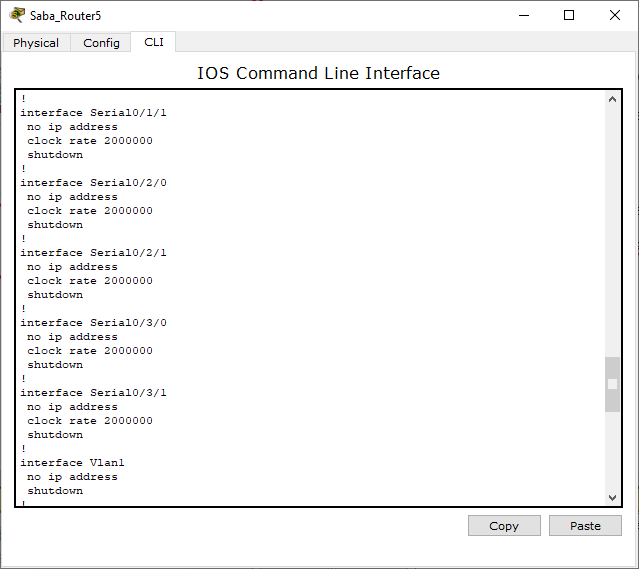 Saba_Router5
Physical Config CLI
IOS Command Line Interface
!
interface Serial0/1/1
 no ip address
 clock rate 2000000
 shutdown
!
interface Serial0/2/0
 no ip address
 clock rate 2000000
 shutdown
!
interface Serial0/2/1
 no ip address
 clock rate 2000000
 shutdown
!
interface Serial0/3/0
 no ip address
 clock rate 2000000
 shutdown
!
interface Serial0/3/1
 no ip address
 clock rate 2000000
 shutdown
!
interface Vlan1
 no ip address
 shutdown
!
Copy Paste